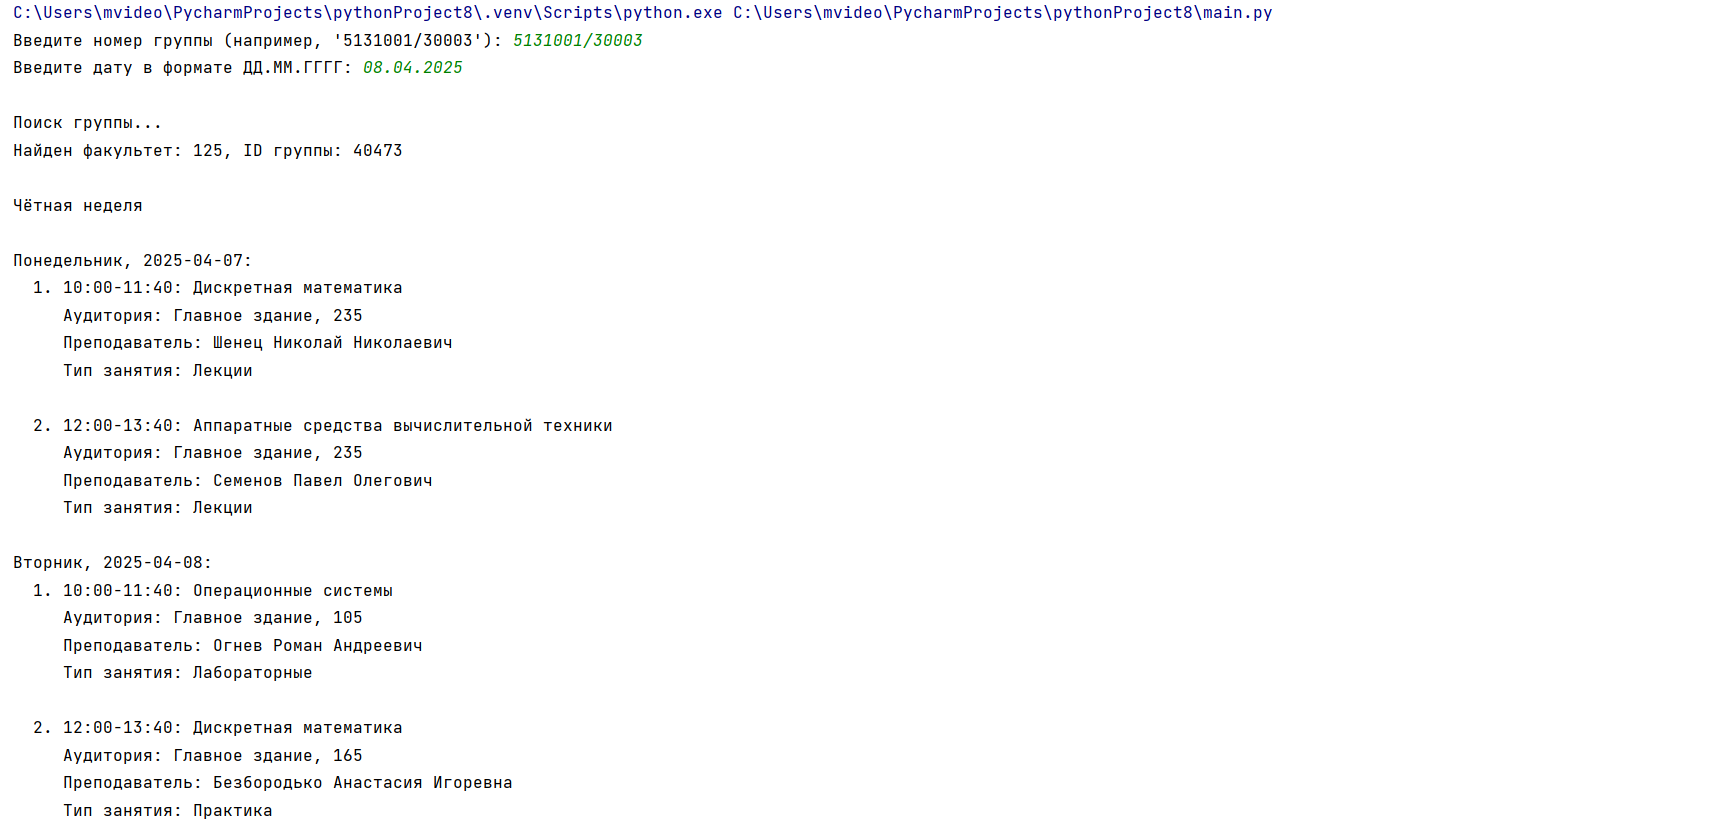 C:\Users\mvideo\PycharmProjects\pythonProject8\.venv\Scripts\python.exe C:\Users\mvideo\PycharmProjects\pythonProject8\main.py
Введите номер группы (например, '5131001/30003'): 5131001/30003
Введите дату в формате ДД.ММ.ГГГГ: 08.04.2025
Поиск группы...
Найден факультет: 125, ID группы: 40473
Чётная неделя
Понедельник, 2025-04-07:
1. 10:00-11:40: Дискретная математика
Аудитория: Главное здание, 235
Преподаватель: Шенец Николай Николаевич
Тип занятия: Лекции
2. 12:00-13:40: Аппаратные средства вычислительной техники
Аудитория: Главное здание, 235
Преподаватель: Семенов Павел Олегович
Тип занятия: Лекции
Вторник, 2025-04-08:
1. 10:00-11:40: Операционные системы
Аудитория: Главное здание, 105
Преподаватель: Огнев Роман Андреевич
Тип занятия: Лабораторные
2. 12:00-13:40: Дискретная математика
Аудитория: Главное здание, 165
Преподаватель: Безбородько Анастасия Игоревна
Тип занятия: Практика